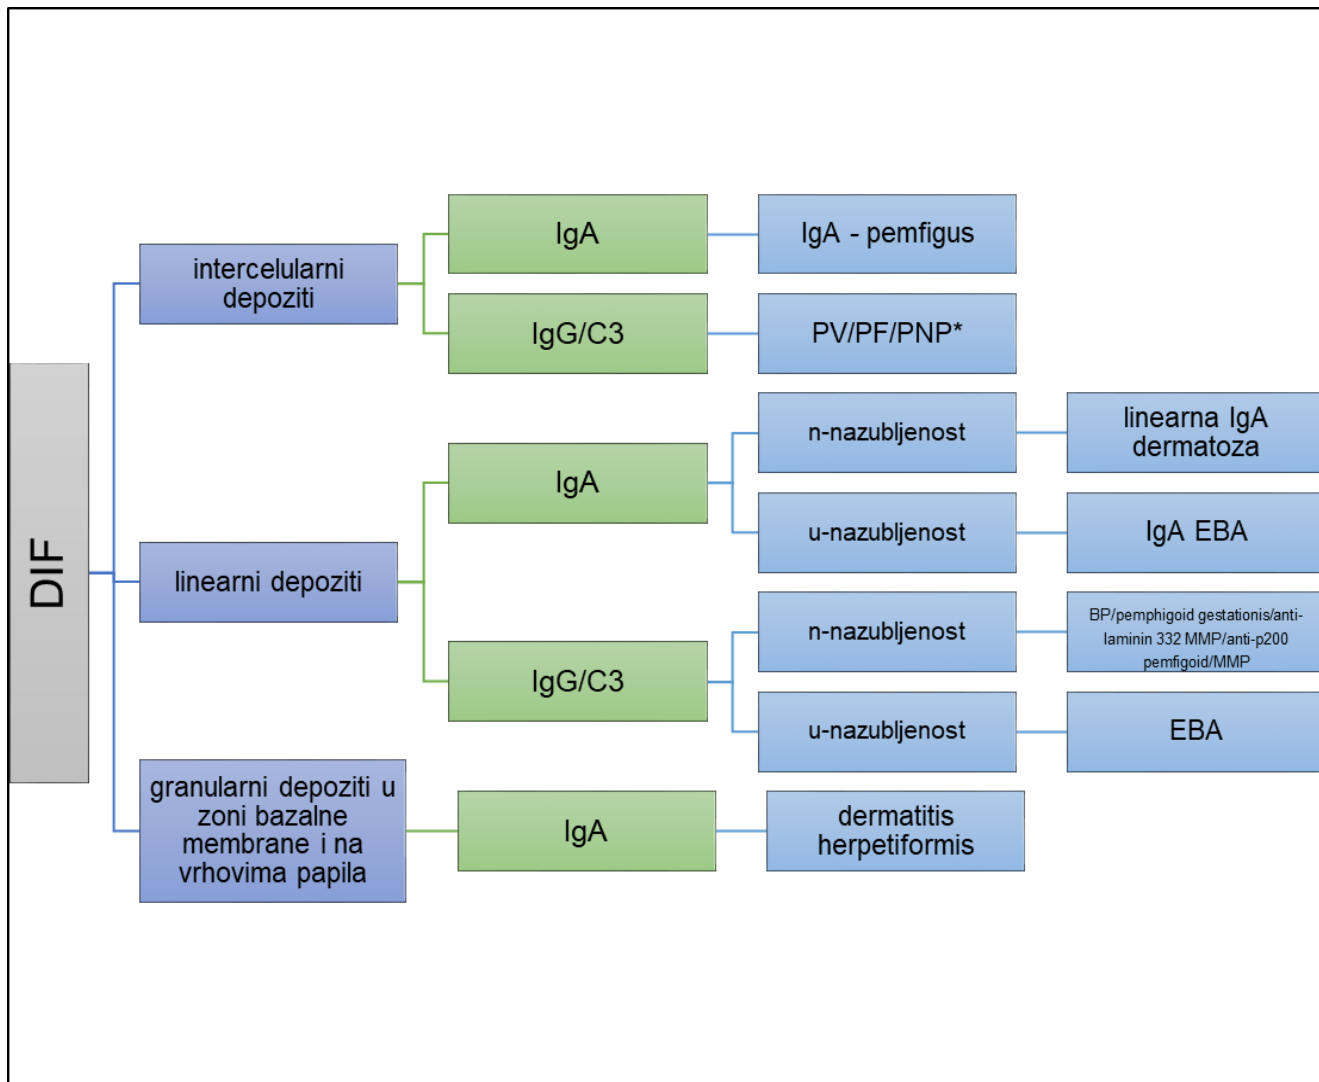 DIF
intercelularni
depoziti
IgA
IgA - pemfigus
IgG/C3
PV/PF/PNP*
linearni depoziti
IgA
n-nazubljenost
linearna IgA
dermatoza
u-nazubljenost
IgA EBA
IgG/C3
n-nazubljenost
BP/pemphigoid gestationis/anti-
laminin 332 MMP/anti-p200
pemfigoid/MMP
u-nazubljenost
EBA
granularni depoziti u
zoni bazalne
membrane i na
vrhovima papila
IgA
dermatitis
herpetiformis